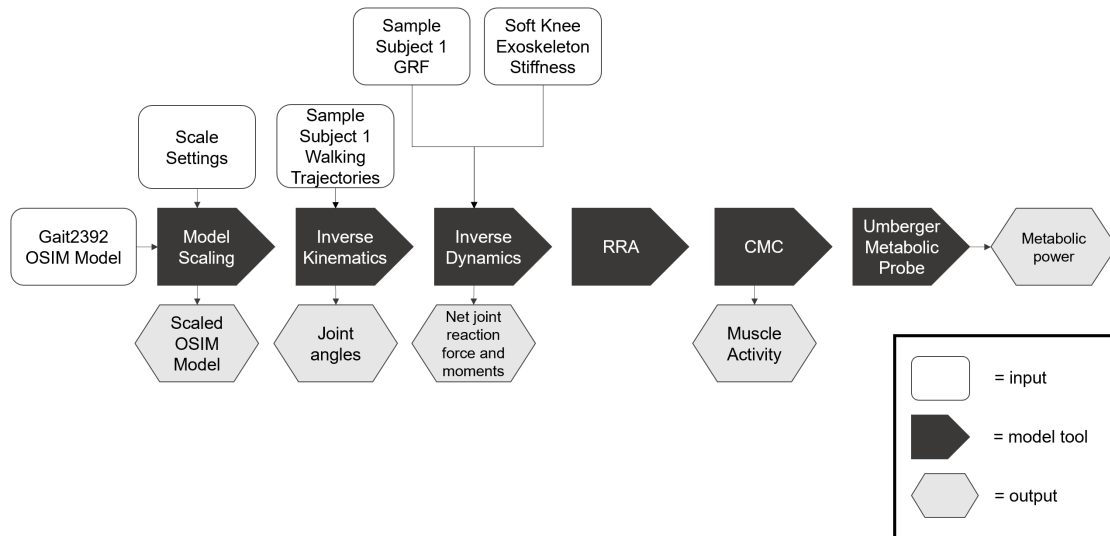 Sample
Subject 1
GRF
Soft Knee
Exoskeleton
Stiffness
Scale
Settings
Sample
Subject 1
Walking
Trajectories
Gait2392
OSIM Model
Model
Scaling
Inverse
Kinematics
Inverse
Dynamics
RRA
CMC
Umberger
Metabolic
Probe
Metabolic
power
Scaled
OSIM
Model
Joint
angles
Net joint
reaction
force and
moments
Muscle
Activity
= input
= model tool
= output